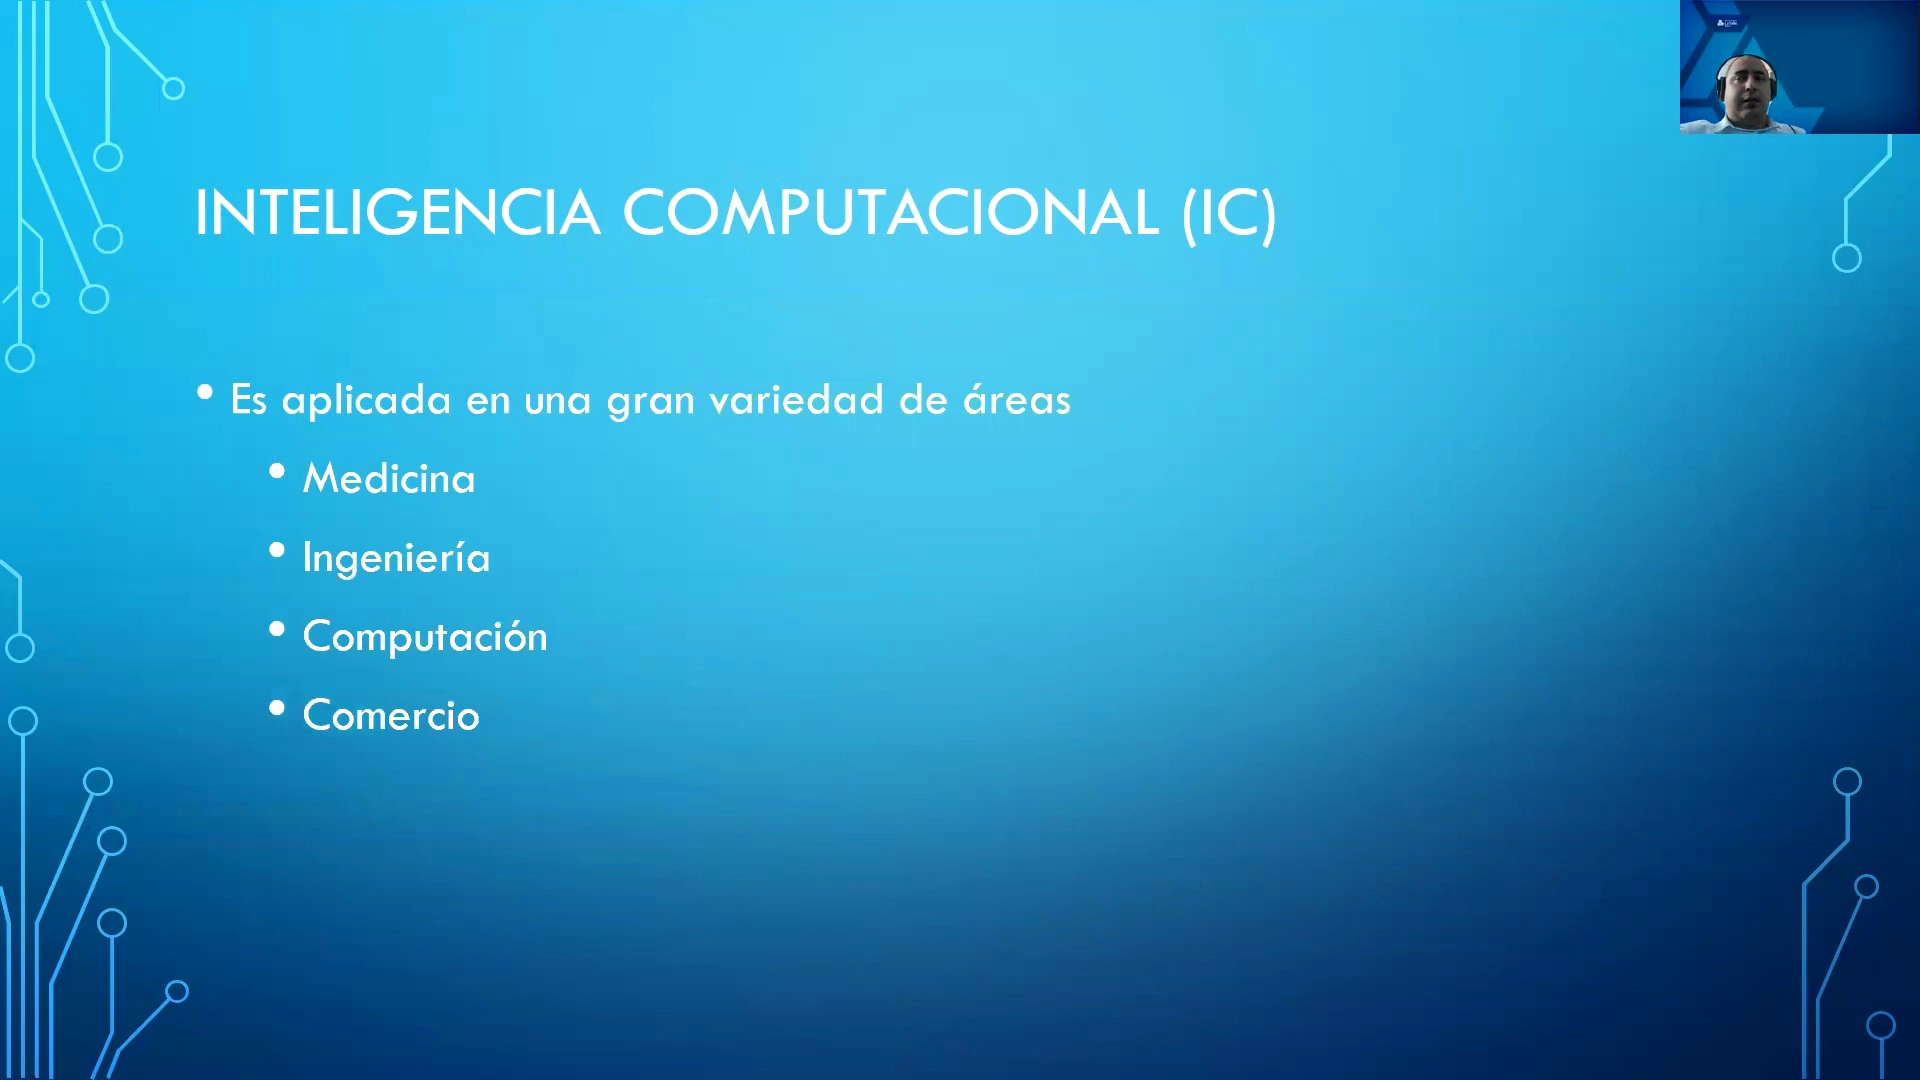 INTELIGENCIA COMPUTACIONAL (IC)
• Es aplicada en una gran variedad de áreas
• Medicina
• Ingeniería
• Computación
• Comercio